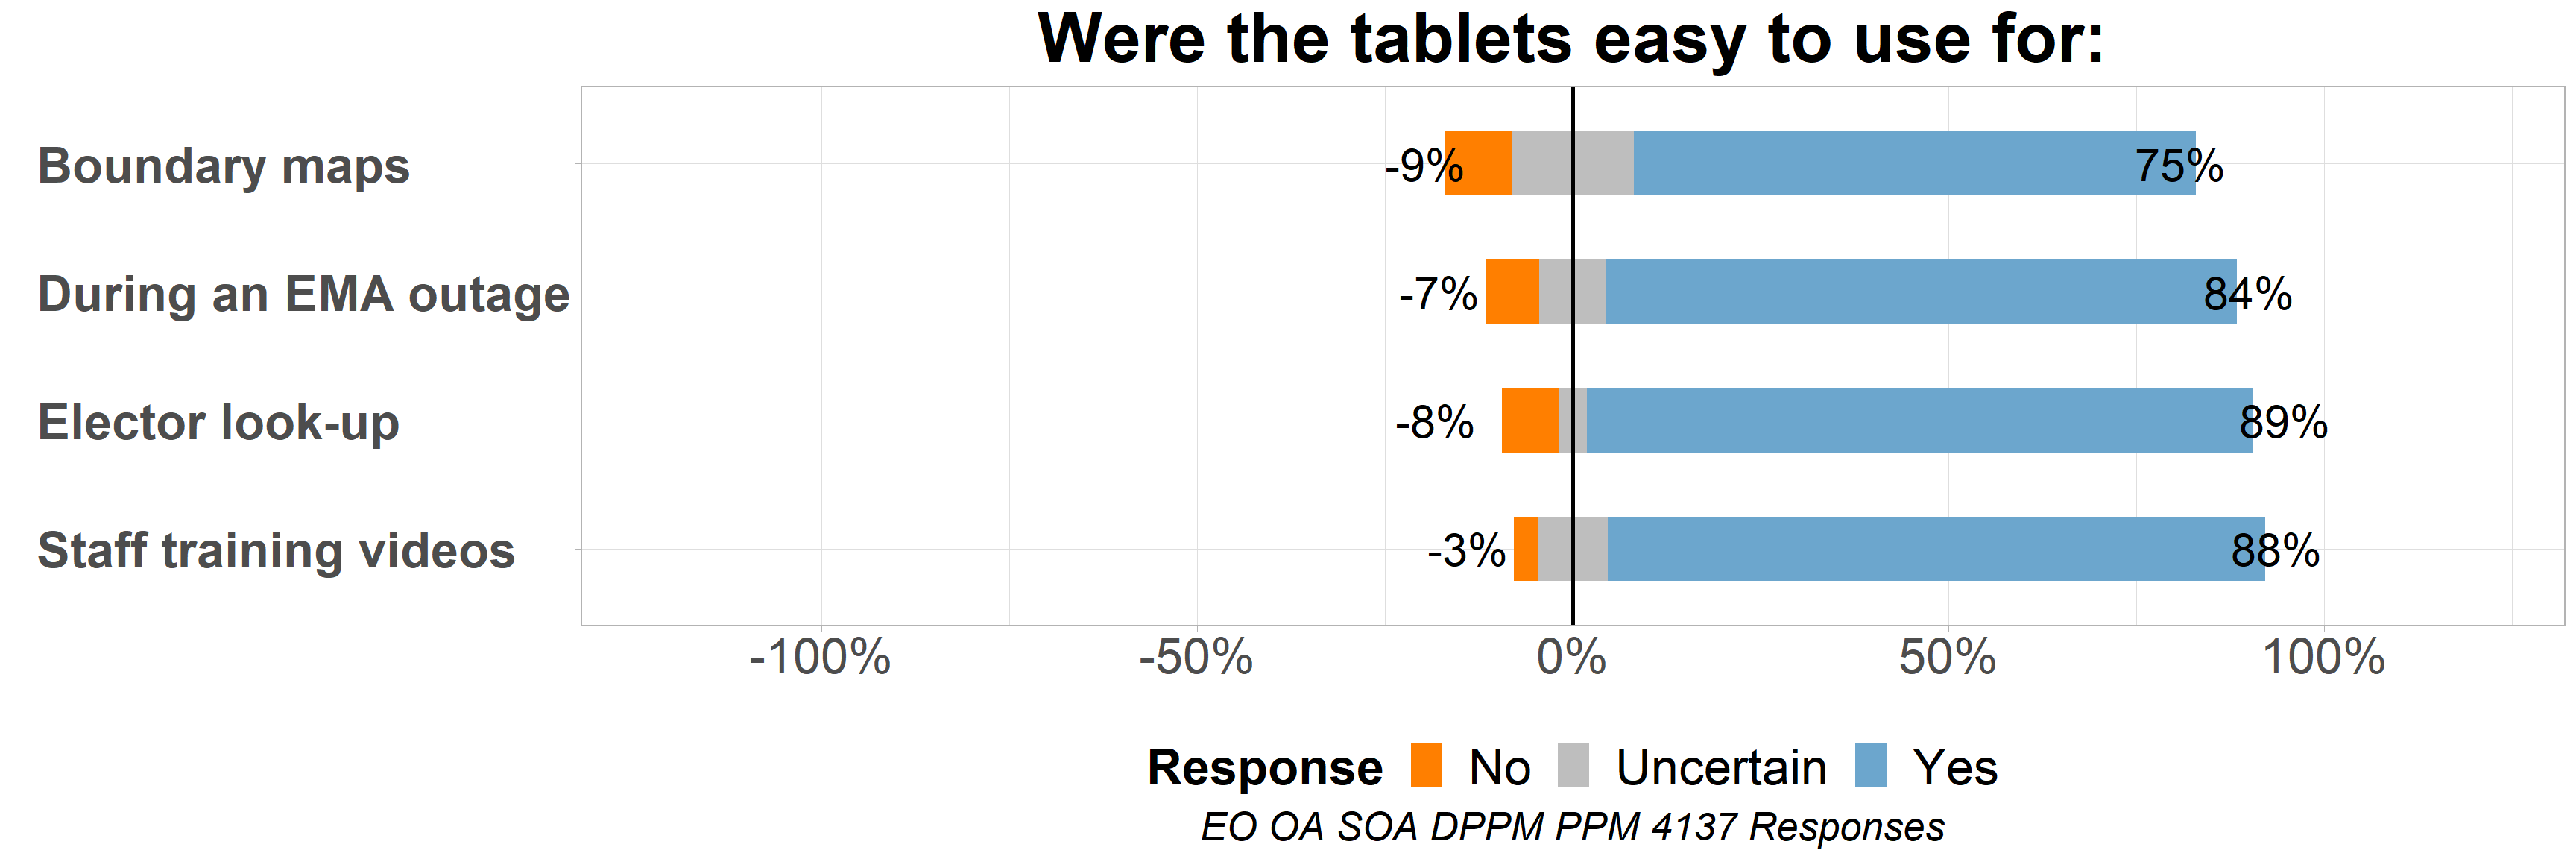 Were the tablets easy to use for:
Boundary maps -9% 75%
During an EMA outage -7% 84%
Elector look-up -8% 89%
Staff training videos -3% 88%
-100% -50% 0% 50% 100%
Response No Uncertain Yes
EO OA SOA DPPM PPM 4137 Responses